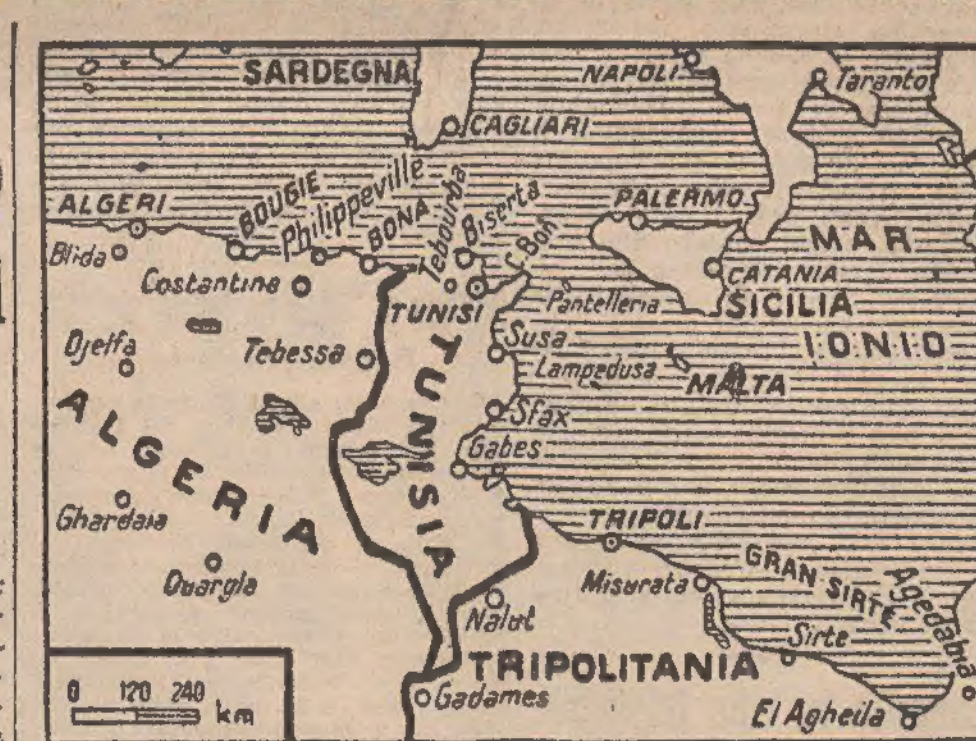 SARDEGNA
NAPOLI
Taranto
CAGLIARI
ALGERI
BOUGIE
Philippeville
BONA
Tebourba
Biserta
C. Bon
PALERMO
MAR
Blida
Costantine
TUNISI
Pantelleria
CATANIA
SICILIA
IONIO
Djelfa
Tebessa
Susa
Lampedusa
MALTA
ALGERIA
TUNISIA
Sfax
Gabes
Ghardaia
TRIPOLI
Ouargla
Misurata
GRAN SIRTE
Agedabia
Nalut
Sirte
TRIPOLITANIA
Gadames
El Agheila
0 120 240
km